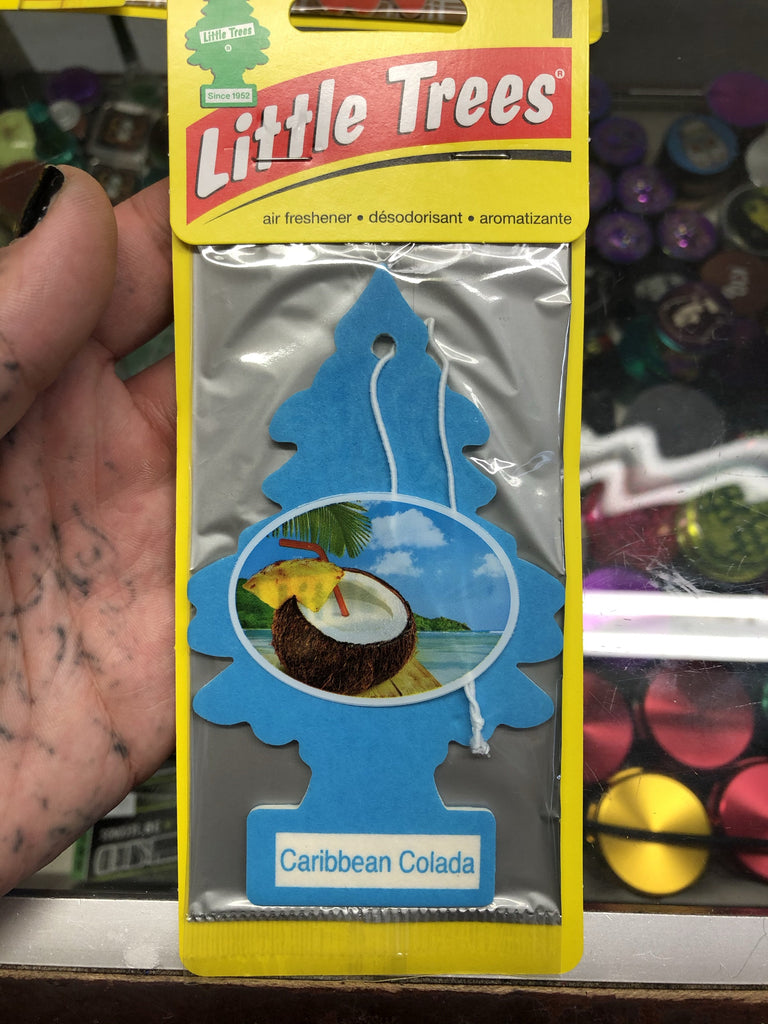 Little Trees
Since 1952
Little Trees®
air freshener • désodorisant • aromatizante
Caribbean Colada